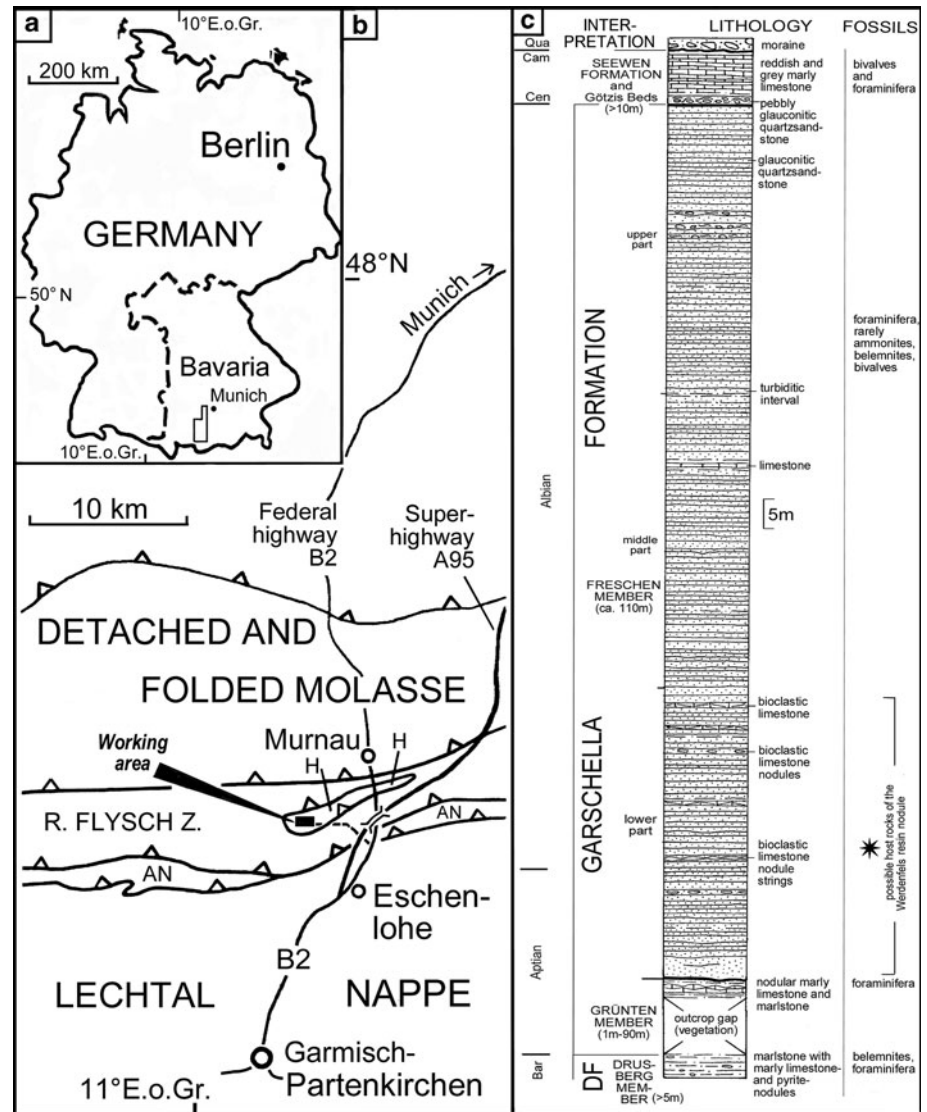 a
10°E.o.Gr.
200 km
Berlin
GERMANY
50°N
Bavaria
Munich
10°E.o.Gr.
b
48°N
Munich
10 km
Federal
highway
B2
Super-
highway
A95
DETACHED AND
FOLDED MOLASSE
Working
area
Murnau
H
H
R. FLYSCH Z.
AN
AN
Eschen-
lohe
B2
LECHTAL
NAPPE
Garmisch-
Partenkirchen
11°E.o.Gr.
c
INTER-
PRETATION
LITHOLOGY
FOSSILS
Qua
Cam
Cen
Albian
Aptian
Bar
SEEWEN
FORMATION
and
Götzis Beds
(>10m)
GARSCHELLA
FORMATION
upper
part
middle
part
FRESCHEN
MEMBER
(ca. 110m)
lower
part
GRÜNTEN
MEMBER
(1m-90m)
DF
DRUS-
BERG
MEM-
BER (>5m)
outcrop gap
(vegetation)
moraine
reddish and
grey marly
limestone
pebbly
glauconitic
quartzsand-
stone
glauconitic
quartzsand-
stone
turbiditic
interval
limestone
5m
bioclastic
limestone
bioclastic
limestone
nodules
bioclastic
limestone
nodule
strings
nodular marly
limestone and
marlstone
marlstone with
marly limestone-
and pyrite-
nodules
bivalves
and
foraminifera
foraminifera,
rarely
ammonites,
belemnites,
bivalves
possible host rocks of the
Werdenfels resin nodule
foraminifera
belemnites,
foraminifera